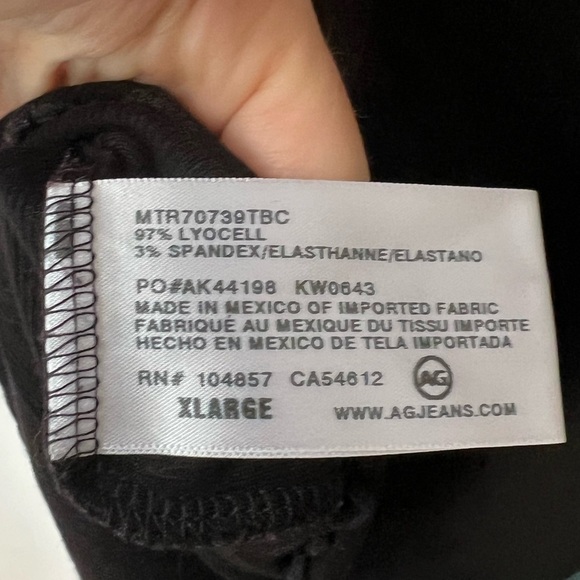 MTR70739TBC
97% LYOCELL
3% SPANDEX/ELASTHANNE/ELASTANO
PO#AK44198 KW0643
MADE IN MEXICO OF IMPORTED FABRIC
FABRIQUÉ AU MEXIQUE DU TISSU IMPORTE
HECHO EN MEXICO DE TELA IMPORTADA
RN# 104857 CA54612 AG
XLARGE WWW.AGJEANS.COM